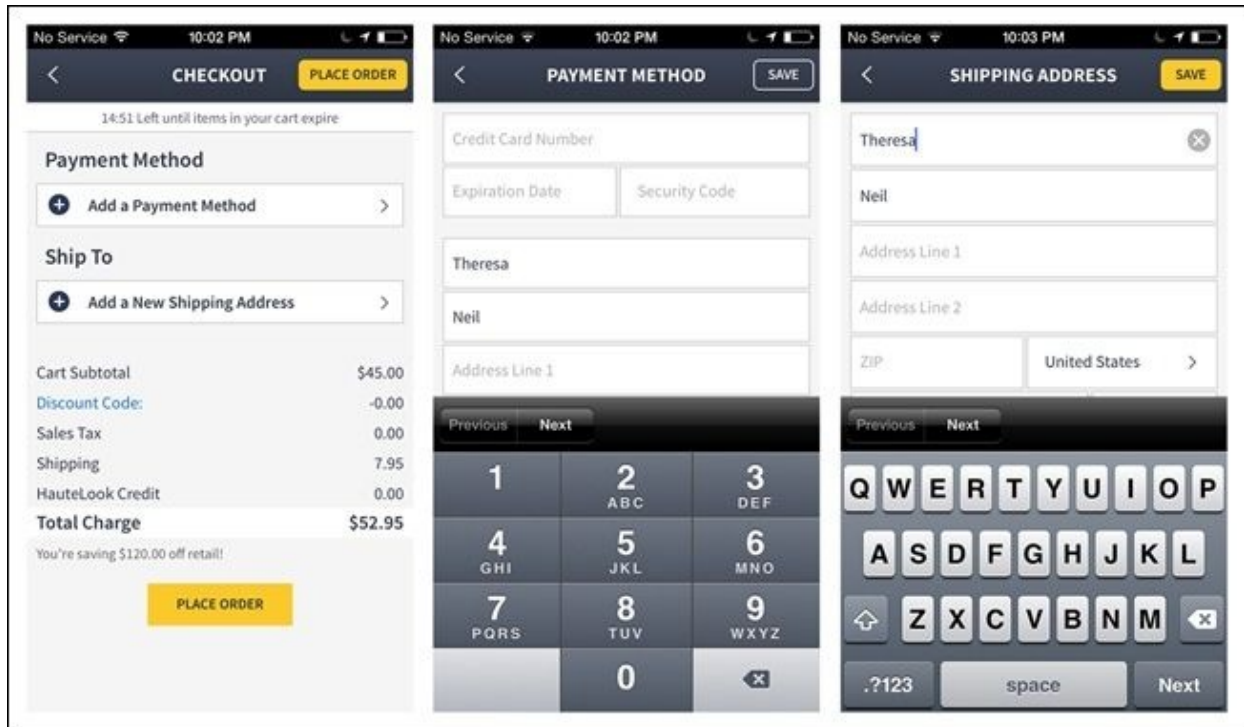 No Service 10:02 PM
CHECKOUT PLACE ORDER
14:51 Left until items in your cart expire
Payment Method
Add a Payment Method
Ship To
Add a New Shipping Address
Cart Subtotal $45.00
Discount Code: -0.00
Sales Tax 0.00
Shipping 7.95
HauteLook Credit 0.00
Total Charge $52.95
You're saving $120.00 off retail!
PLACE ORDER
No Service 10:02 PM
PAYMENT METHOD SAVE
Credit Card Number
Expiration Date Security Code
Theresa
Neil
Address Line 1
Previous Next
1 2 3
ABC DEF
4 5 6
GHI JKL MNO
7 8 9
PQRS TUV WXYZ
0
No Service 10:03 PM
SHIPPING ADDRESS SAVE
Theresa
Neil
Address Line 1
Address Line 2
ZIP United States
Previous Next
Q W E R T Y U I O P
A S D F G H J K L
Z X C V B N M
.?123 space Next